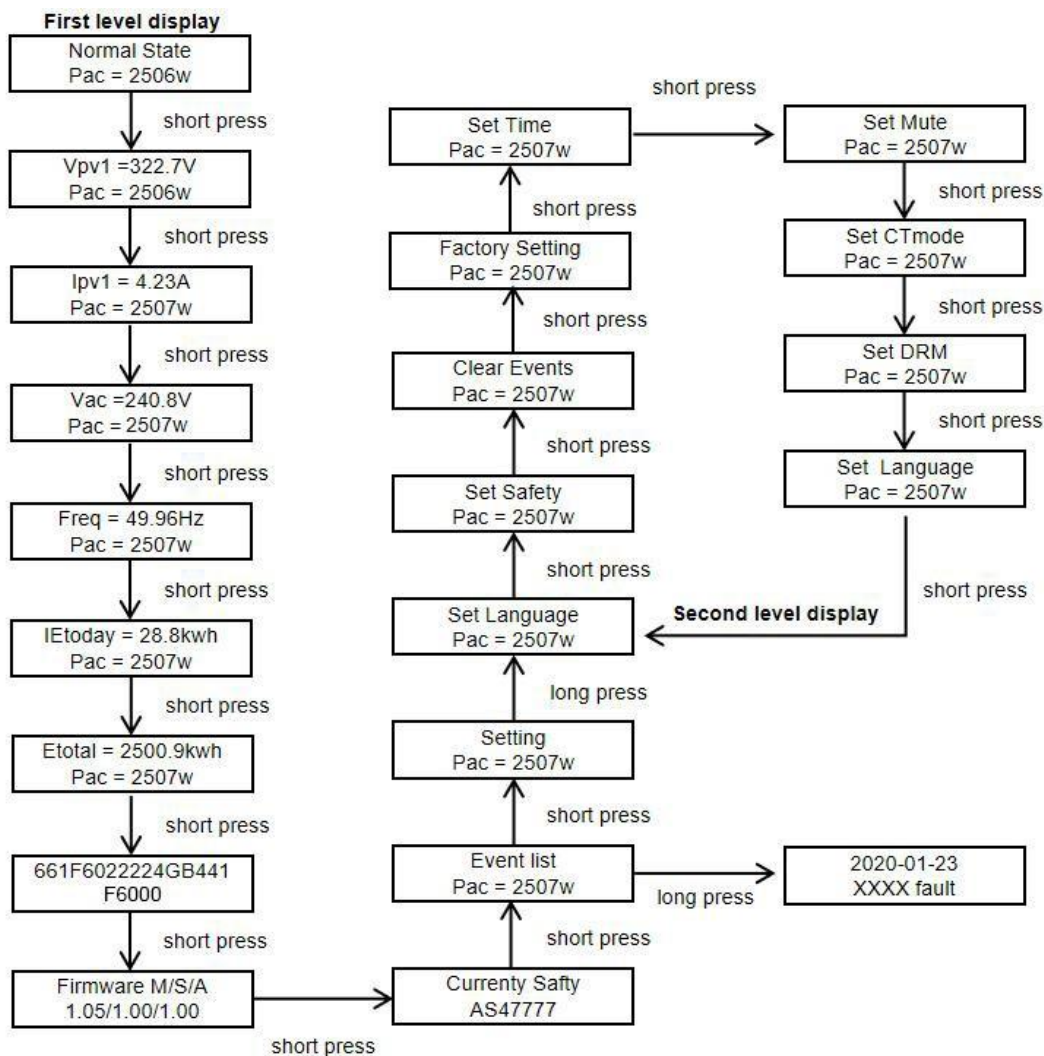 First level display
Normal State
Pac = 2506w
short press
Vpv1 =322.7V
Pac = 2506w
short press
Ipv1 = 4.23A
Pac = 2507w
short press
Vac =240.8V
Pac = 2507w
short press
Freq = 49.96Hz
Pac = 2507w
short press
IEtoday = 28.8kwh
Pac = 2507w
short press
Etotal = 2500.9kwh
Pac = 2507w
short press
661F6022224GB441
F6000
short press
Firmware M/S/A
1.05/1.00/1.00
short press
Currenty Safty
AS47777
short press
Event list
Pac = 2507w
long press
2020-01-23
XXXX fault
short press
Setting
Pac = 2507w
long press
Set Language
Pac = 2507w
short press
Set Safety
Pac = 2507w
short press
Clear Events
Pac = 2507w
short press
Factory Setting
Pac = 2507w
short press
Set Time
Pac = 2507w
short press
Set Mute
Pac = 2507w
short press
Set CTmode
Pac = 2507w
short press
Set DRM
Pac = 2507w
short press
Set Language
Pac = 2507w
short press
Second level display